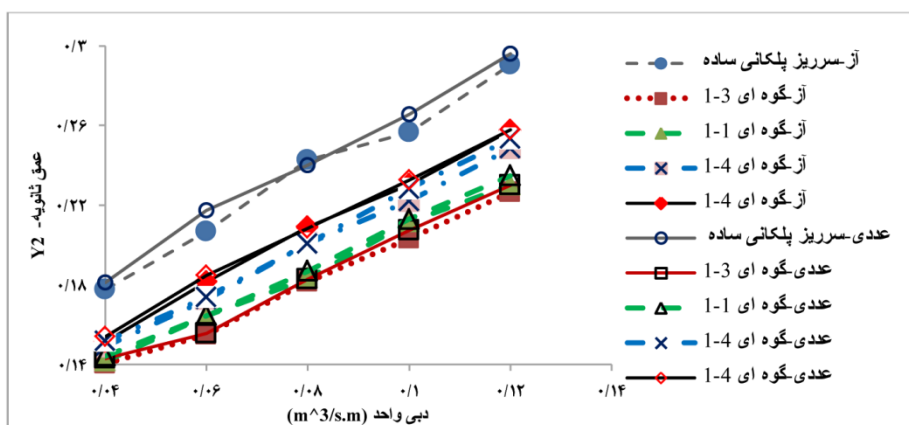 ۰/۳
۰/۲۶
۰/۲۲
۰/۱۸
۰/۱۴
عمق ثانویه- Y2
۰/۰۴ ۰/۰۶ ۰/۰۸ ۰/۱ ۰/۱۲ ۰/۱۴
دبی واحد (m^3/s.m)
آز-سرریز پلکانی ساده
آز-گوه ای 3-1
آز-گوه ای 1-1
آز-گوه ای 4-1
آز-گوه ای 4-1
عددی-سرریز پلکانی ساده
عددی-گوه ای 3-1
عددی-گوه ای 1-1
عددی-گوه ای 4-1
عددی-گوه ای 4-1